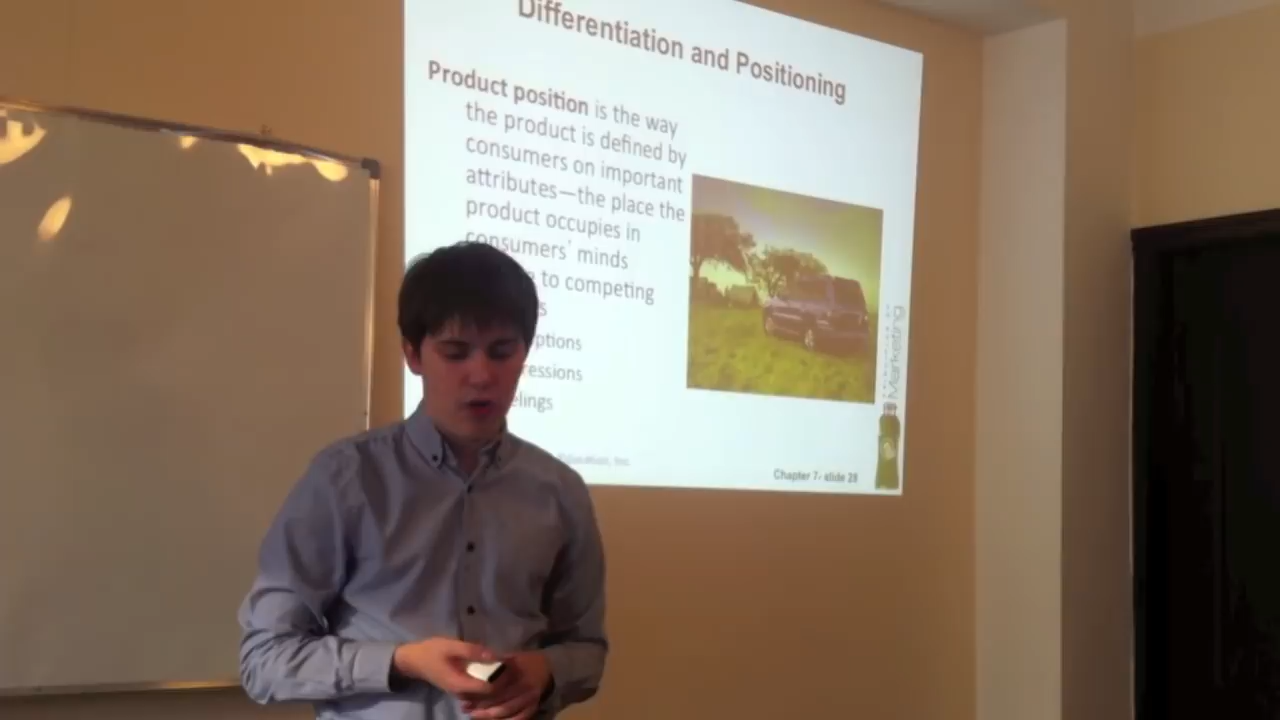 Differentiation and Positioning
Product position is the way
the product is defined by
consumers on important
attributes—the place the
product occupies in
consumers' minds
to competing
s
ptions
ressions
elings
Chapter 7- slide 28
Marketing